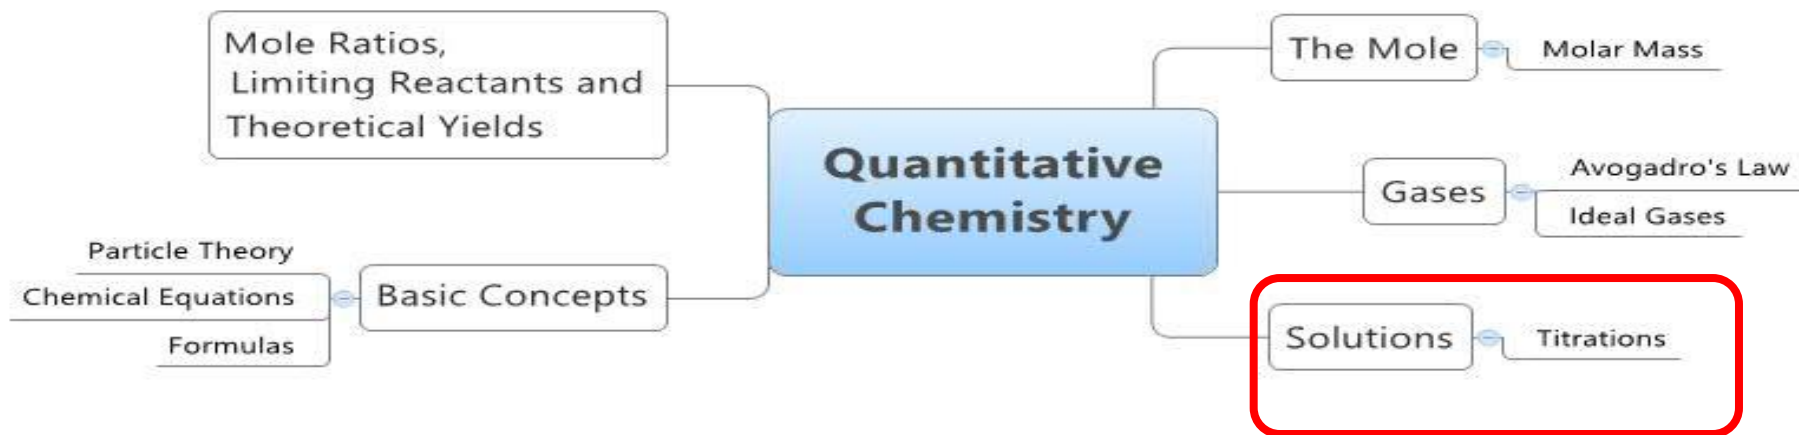 Mole Ratios,
Limiting Reactants and
Theoretical Yields
Particle Theory
Chemical Equations
Formulas
Basic Concepts
Quantitative
Chemistry
The Mole
Molar Mass
Gases
Avogadro's Law
Ideal Gases
Solutions
Titrations